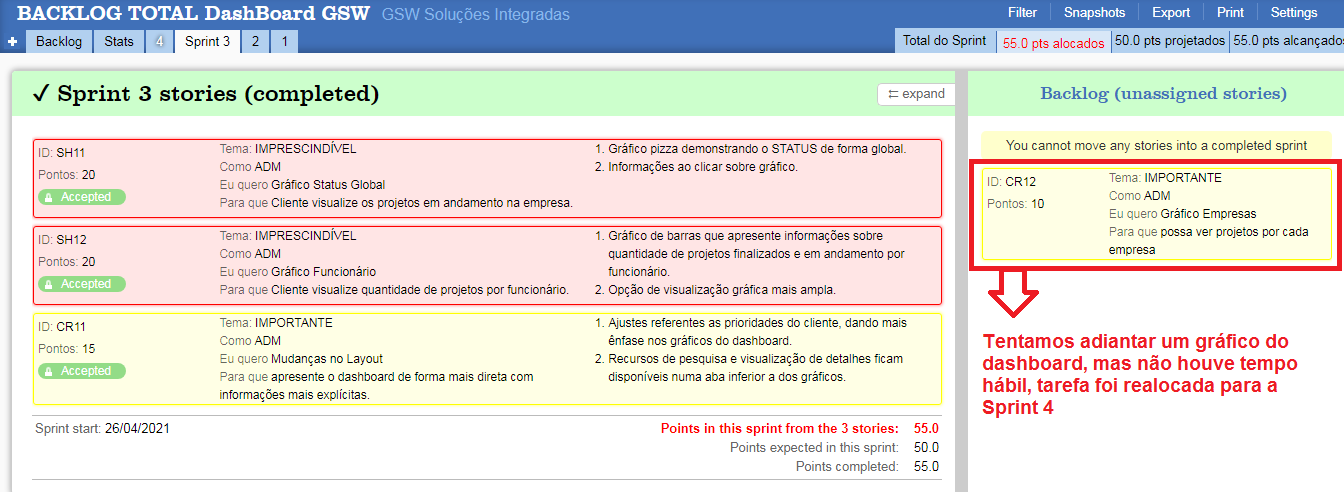 BACKLOG TOTAL DashBoard GSW GSW Soluções Integradas
Filter Snapshots Export Print Settings
+ Backlog Stats 4 Sprint 3 2 1
Total do Sprint 55.0 pts alocados 50.0 pts projetados 55.0 pts alcançados
✓ Sprint 3 stories (completed)
expand
ID: SH11
Pontos: 20
Accepted
Tema: IMPRESCINDÍVEL
Como ADM
Eu quero Gráfico Status Global
Para que Cliente visualize os projetos em andamento na empresa.
1. Gráfico pizza demonstrando o STATUS de forma global.
2. Informações ao clicar sobre gráfico.
ID: SH12
Pontos: 20
Accepted
Tema: IMPRESCINDÍVEL
Como ADM
Eu quero Gráfico Funcionário
Para que Cliente visualize quantidade de projetos por funcionário.
1. Gráfico de barras que apresente informações sobre
quantidade de projetos finalizados e em andamento por
funcionário.
2. Opção de visualização gráfica mais ampla.
ID: CR11
Pontos: 15
Accepted
Tema: IMPORTANTE
Como ADM
Eu quero Mudanças no Layout
Para que apresente o dashboard de forma mais direta com
informações mais explícitas.
1. Ajustes referentes as prioridades do cliente, dando mais
ênfase nos gráficos do dashboard.
2. Recursos de pesquisa e visualização de detalhes ficam
disponíveis numa aba inferior a dos gráficos.
Sprint start: 26/04/2021
Points in this sprint from the 3 stories: 55.0
Points expected in this sprint: 50.0
Points completed: 55.0
Backlog (unassigned stories)
You cannot move any stories into a completed sprint
ID: CR12
Pontos: 10
Tema: IMPORTANTE
Como ADM
Eu quero Gráfico Empresas
Para que possa ver projetos por cada
empresa
Tentamos adiantar um gráfico do
dashboard, mas não houve tempo
hábil, tarefa foi realocada para a
Sprint 4